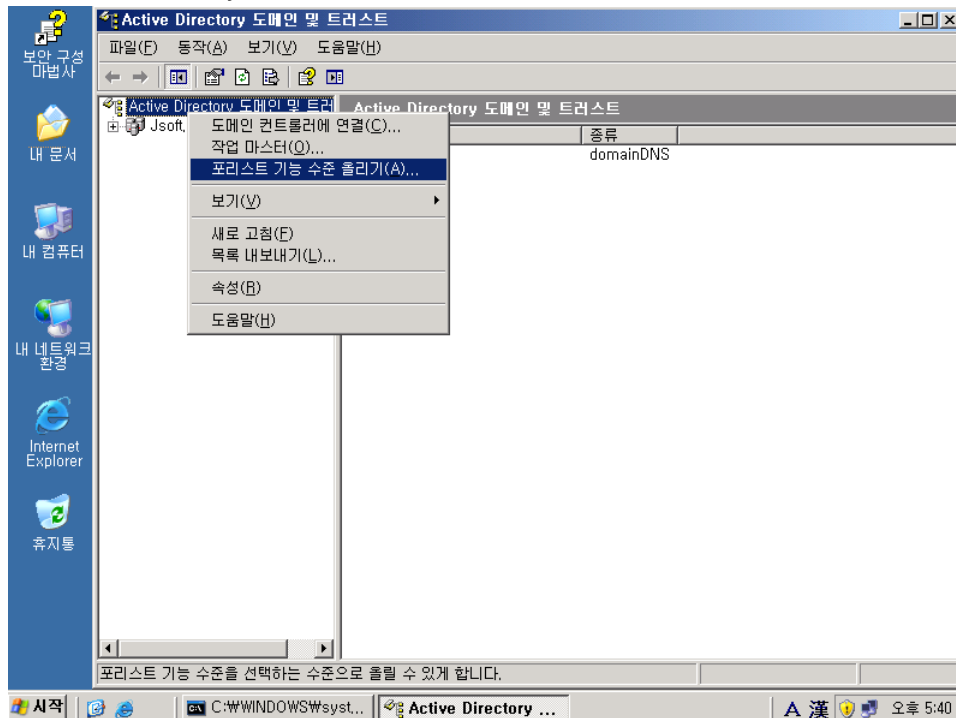 Active Directory 도메인 및 트러스트
파일(F) 동작(A) 보기(V) 도움말(H)
보안 구성
마법사
내 문서
내 컴퓨터
내 네트워크
환경
Internet
Explorer
휴지통
Active Directory 도메인 및 트러
Jsoft,
Active Directory 도메인 및 트러스트
종류
domainDNS
도메인 컨트롤러에 연결(C)...
작업 마스터(O)...
포리스트 기능 수준 올리기(A)...
보기(V)
새로 고침(F)
목록 내보내기(L)...
속성(R)
도움말(H)
포리스트 기능 수준을 선택하는 수준으로 올릴 수 있게 합니다.
시작 C:₩WINDOWS₩syst... Active Directory ... A 漢 오후 5:40